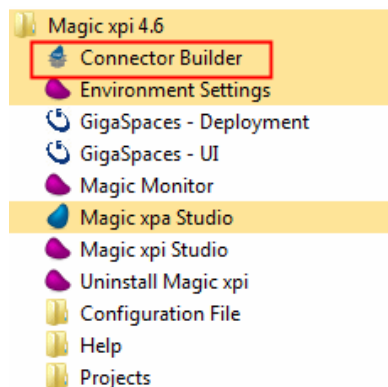 Magic xpi 4.6
Connector Builder
Environment Settings
GigaSpaces - Deployment
GigaSpaces - UI
Magic Monitor
Magic xpa Studio
Magic xpi Studio
Uninstall Magic xpi
Configuration File
Help
Projects